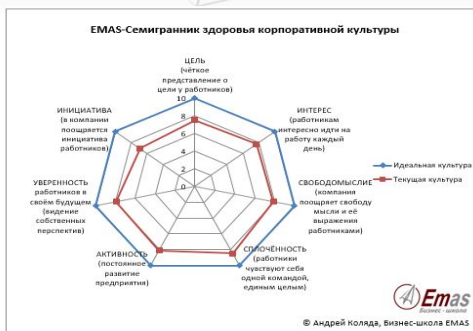 EMAS-Семигранник здоровья корпоративной культуры
ЦЕЛЬ
(чёткое
представление о
цели у работников)
10
8
6
4
2
0
ИНТЕРЕС
(работникам
интересно идти на
работу каждый
день)
СВОБОДОМЫСЛИЕ
(компания
поощряет свободу
мысли и её
выражения
работниками)
СПЛОЧЁННОСТЬ
(работники
чувствуют себя
одной командой,
единым целым)
АКТИВНОСТЬ
(постоянное
развитие
предприятия)
УВЕРЕННОСТЬ
работников в
своём будущем
(видение
собственных
перспектив)
ИНИЦИАТИВА
(в компании
поощряется
инициатива
работников)
Идеальная культура
Текущая культура
Emas
Бизнес - школа
© Андрей Коляда, Бизнес-школа EMAS